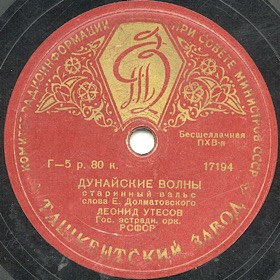 КОМИТЕТ РАДИОИНФОРМАЦИИ ПРИ СОВЕТЕ МИНИСТРОВ СССР
Бесшеллачная
ПХВ-п
Г—5 р. 80 к.
17194
ДУНАЙСКИЕ ВОЛНЫ
старинный вальс
слова Е. Долматовского
ЛЕОНИД УТЕСОВ
Гос. эстрадн. орк.
РСФСР
ТАШКЕНТСКИЙ ЗАВОД